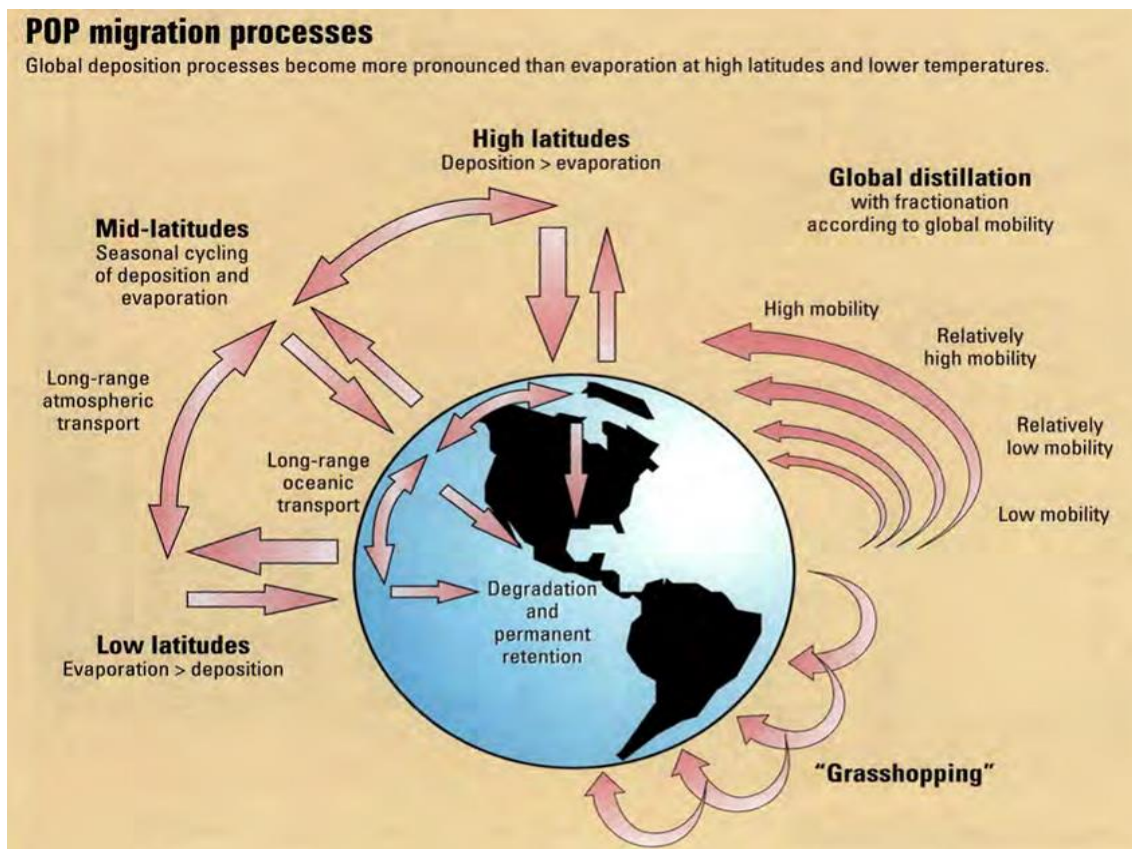 POP migration processes
Global deposition processes become more pronounced than evaporation at high latitudes and lower temperatures.
High latitudes
Deposition > evaporation
Global distillation
with fractionation
according to global mobility
Mid-latitudes
Seasonal cycling
of deposition and
evaporation
High mobility
Relatively
high mobility
Long-range
atmospheric
transport
Relatively
low mobility
Long-range
oceanic
transport
Low mobility
Degradation
and
permanent
retention
Low latitudes
Evaporation > deposition
“Grasshopping”